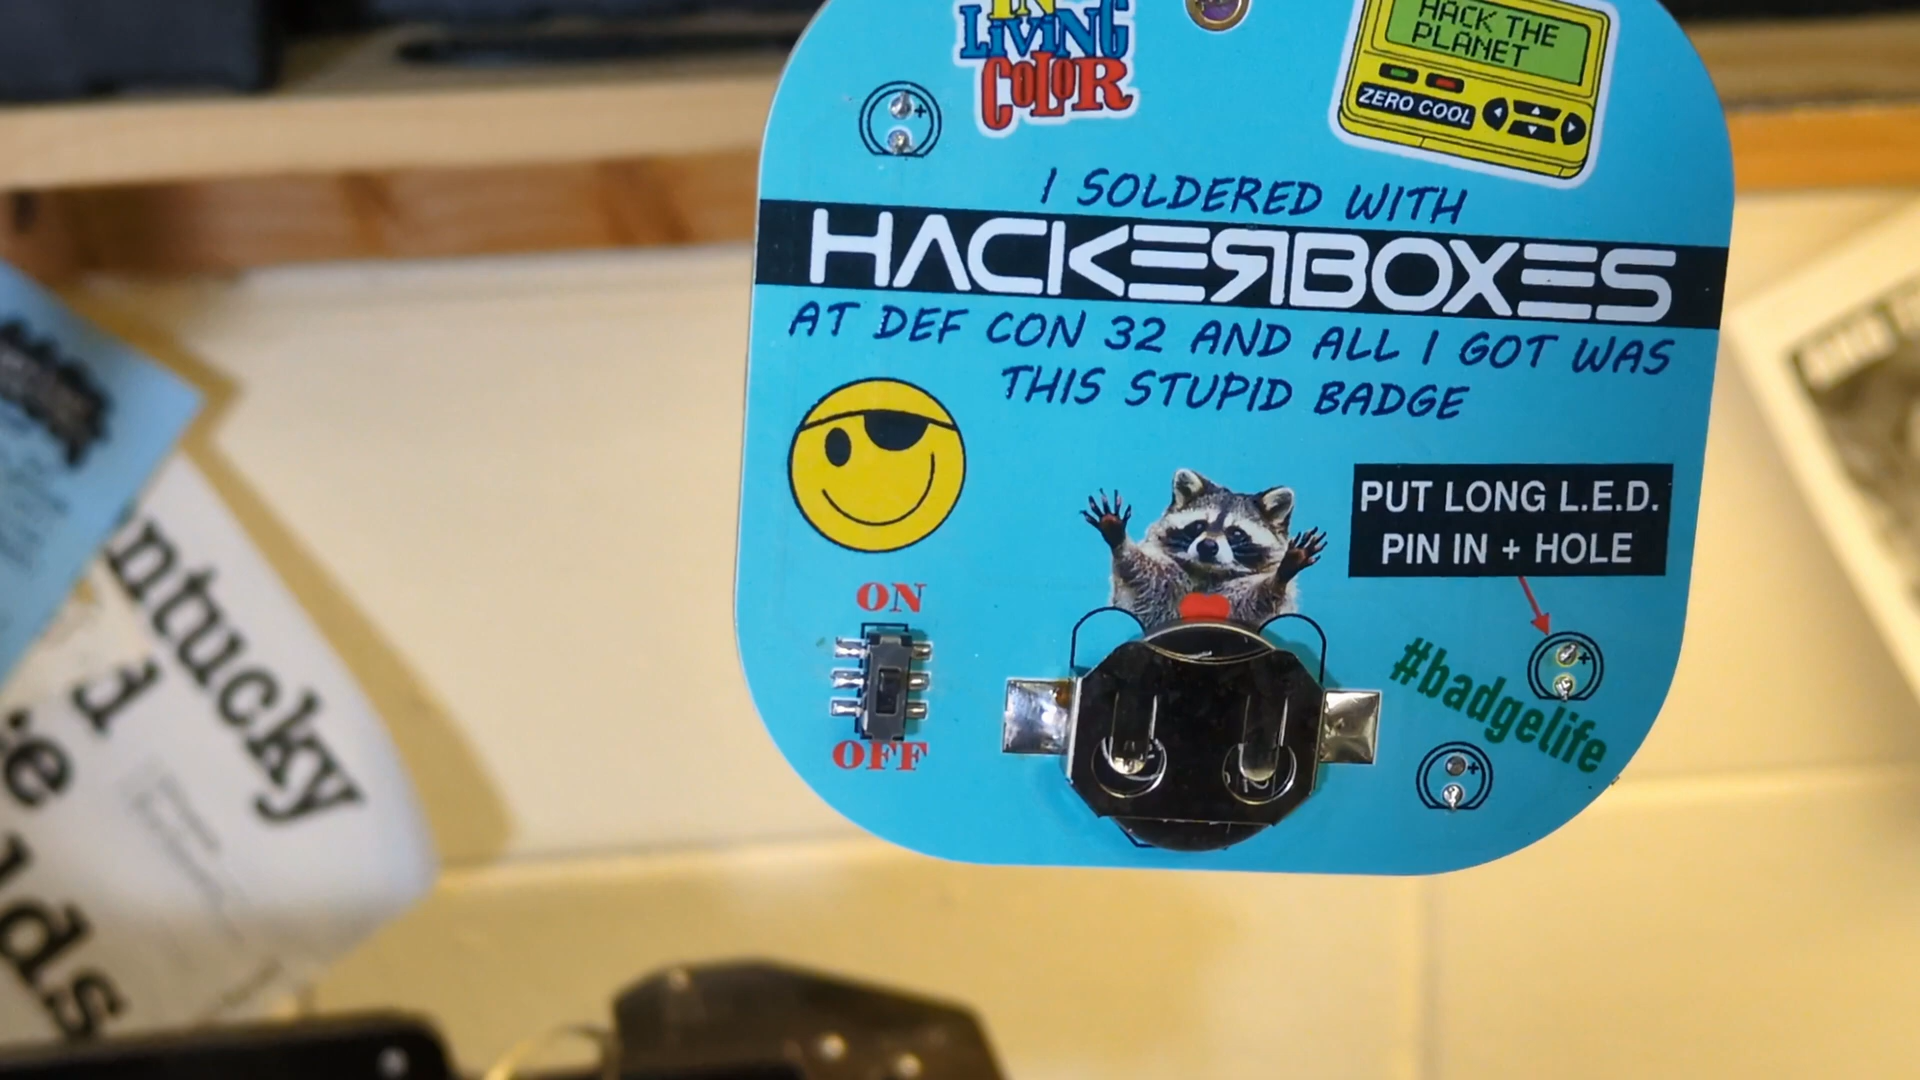 IN
LiViNG
COLOR
HACK THE
PLANET
ZERO COOL
I SOLDERED WITH
HACKERBOXES
AT DEF CON 32 AND ALL I GOT WAS
THIS STUPID BADGE
PUT LONG L.E.D.
PIN IN + HOLE
ON
OFF
+
+
+
#badgelife
ntucky
d
lds